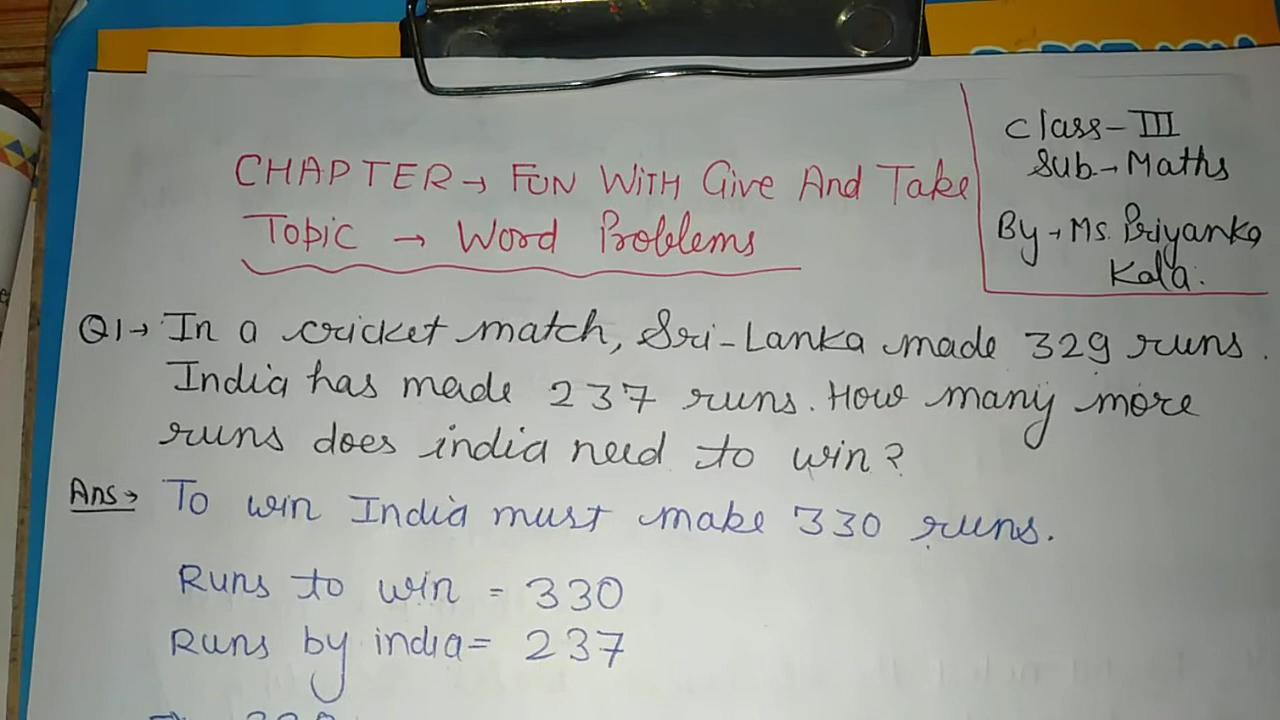 CHAPTER → FUN WITH Give And Take
Topic → Word Problems
Class - III
Sub → Maths
By → Ms. Priyanka
Kala.
Q1 → In a cricket match, Sri-Lanka made 329 runs.
India has made 237 runs. How many more
runs does india need to win?
Ans → To win India must make 330 runs.
Runs to win = 330
Runs by india = 237